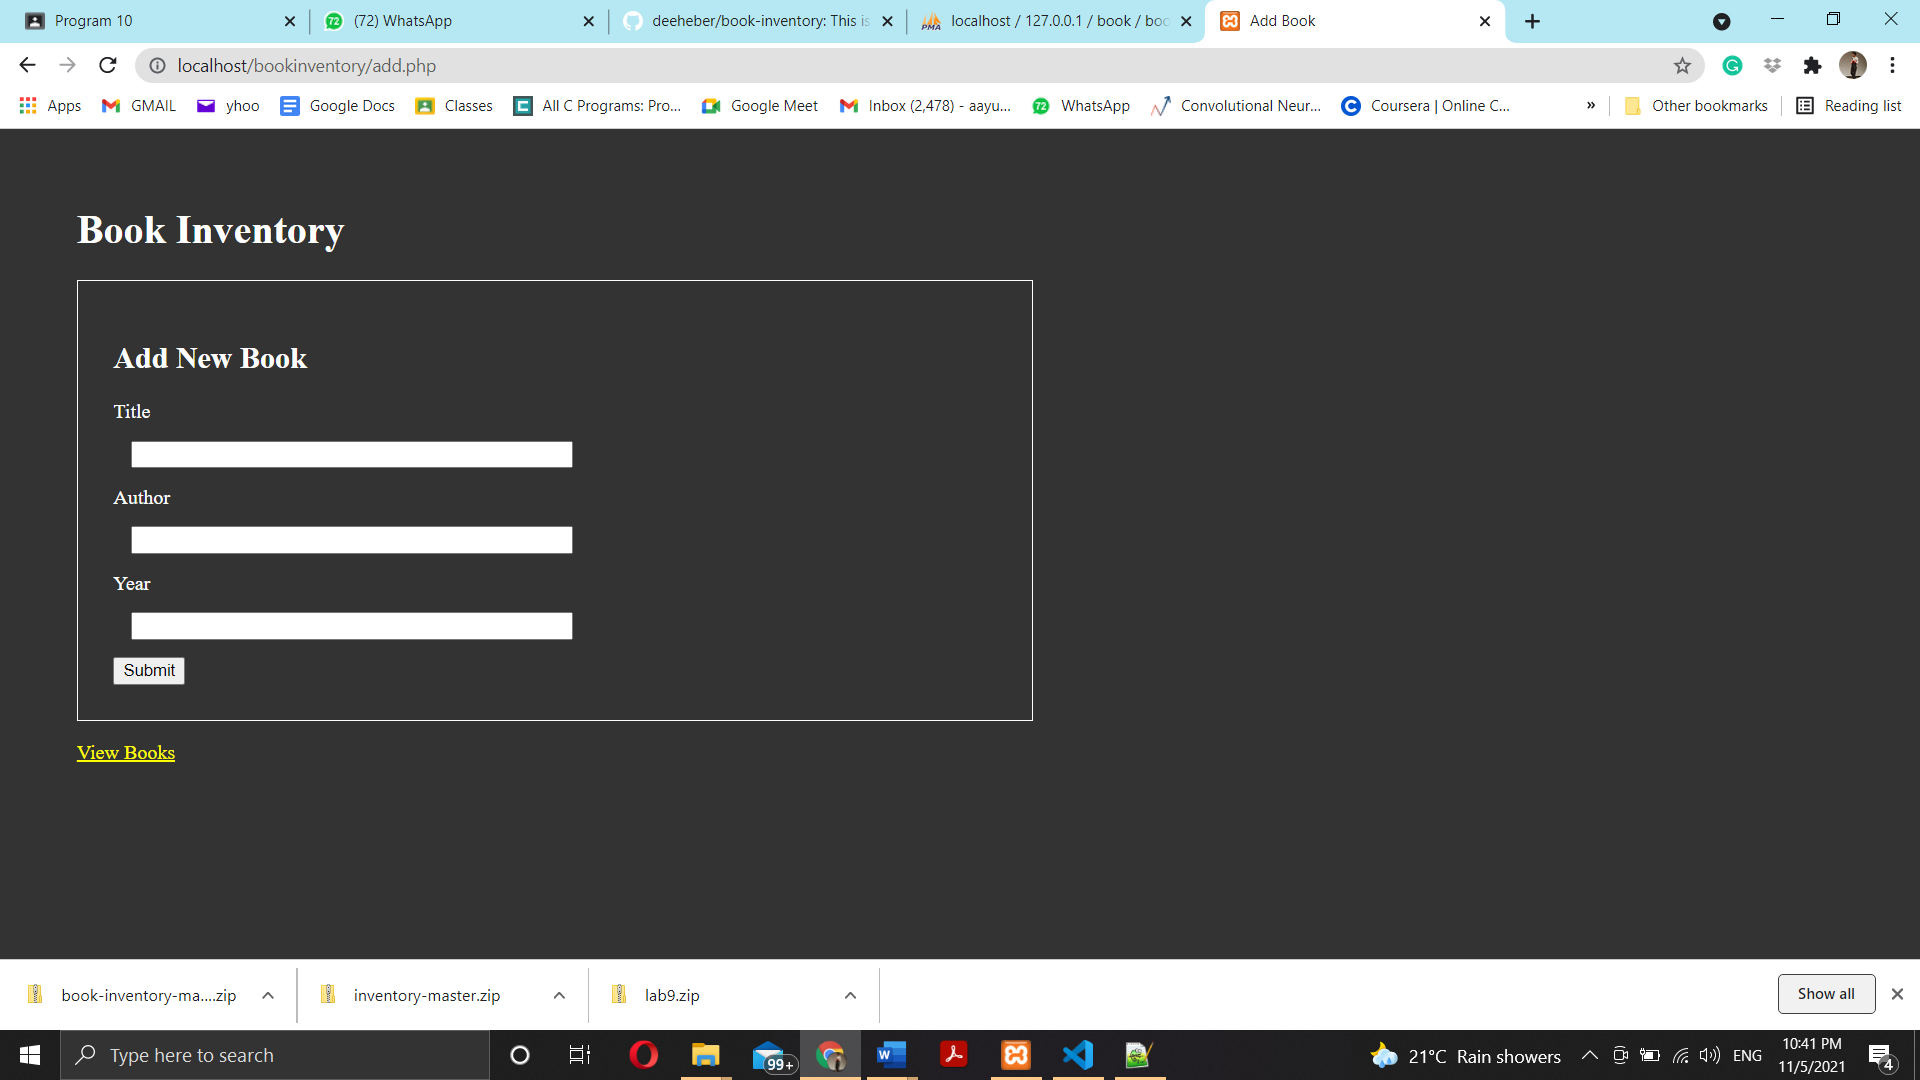 Program 10
72 (72) WhatsApp
deeheber/book-inventory: This is
PMA localhost / 127.0.0.1 / book / boo
Add Book
localhost/bookinventory/add.php
Apps
GMAIL
yhoo
Google Docs
Classes
All C Programs: Pro...
Google Meet
Inbox (2,478) - aayu...
72 WhatsApp
Convolutional Neur...
Coursera | Online C...
»
Other bookmarks
Reading list
Book Inventory
Add New Book
Title
Author
Year
Submit
View Books
book-inventory-ma....zip
inventory-master.zip
lab9.zip
Show all
Type here to search
99+
21°C Rain showers
ENG
10:41 PM
11/5/2021
4